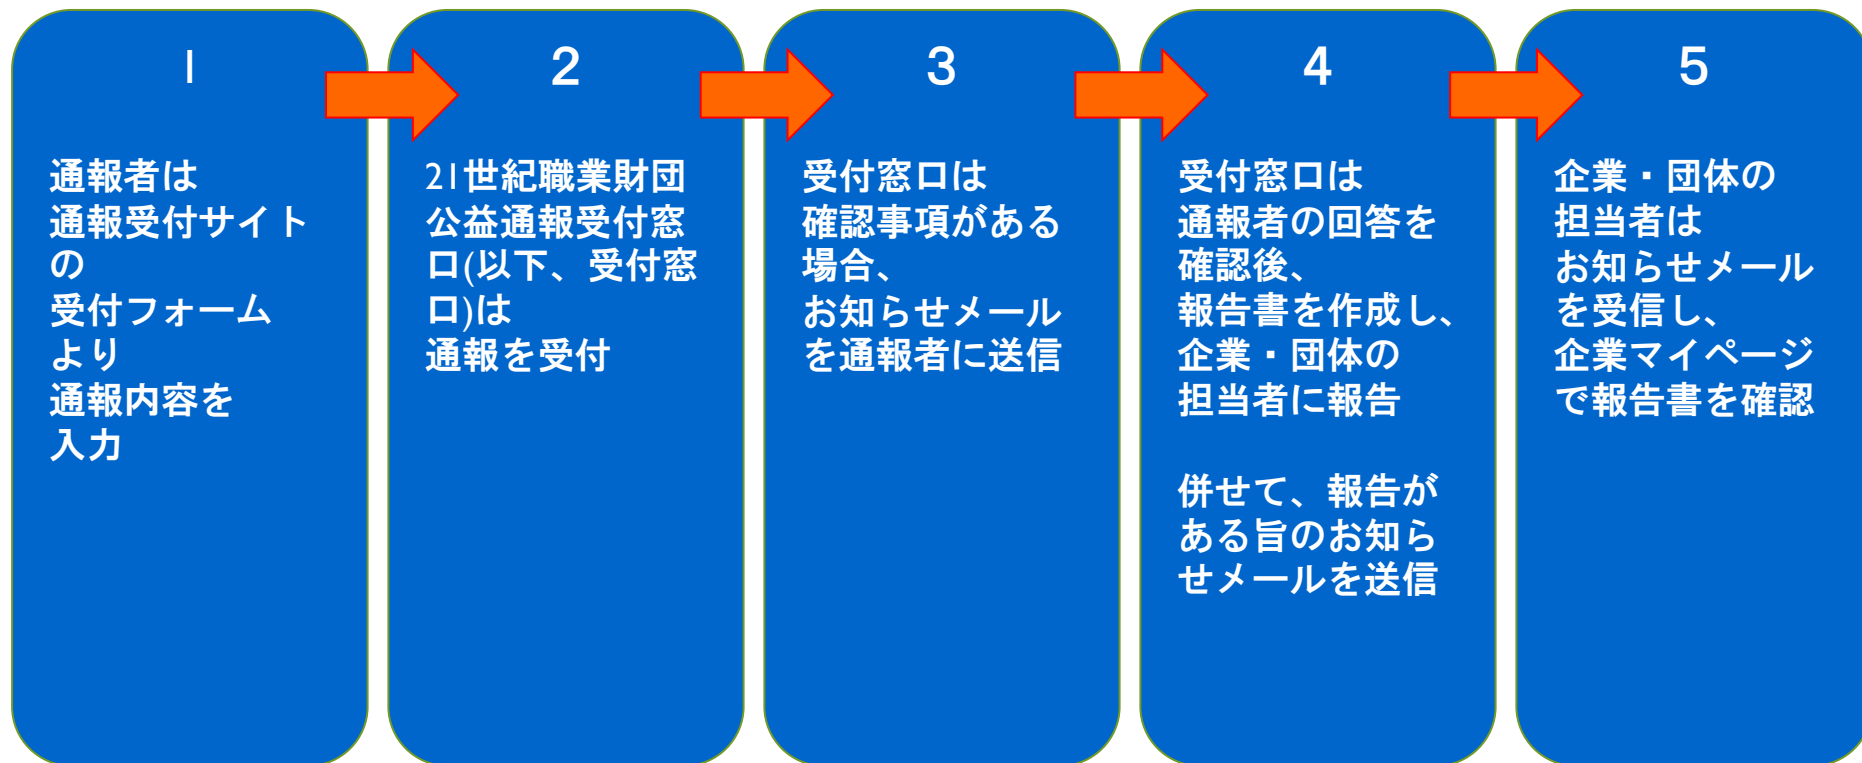 1
通報者は
通報受付サイト
の
受付フォーム
より
通報内容を
入力
2
21世紀職業財団
公益通報受付窓
口(以下、受付窓
口)は
通報を受付
3
受付窓口は
確認事項がある
場合、
お知らせメール
を通報者に送信
4
受付窓口は
通報者の回答を
確認後、
報告書を作成し、
企業・団体の
担当者に報告
併せて、報告が
ある旨のお知ら
せメールを送信
5
企業・団体の
担当者は
お知らせメール
を受信し、
企業マイページ
で報告書を確認